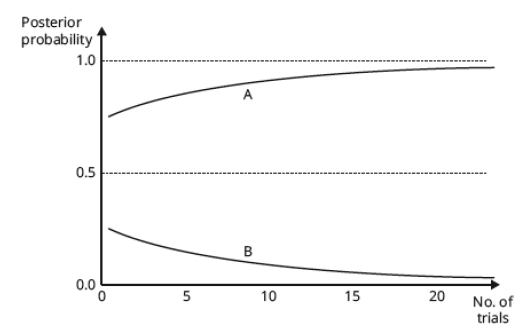 Posterior
probability
1.0
A
0.5
B
0.0
0 5 10 15 20
No. of
trials